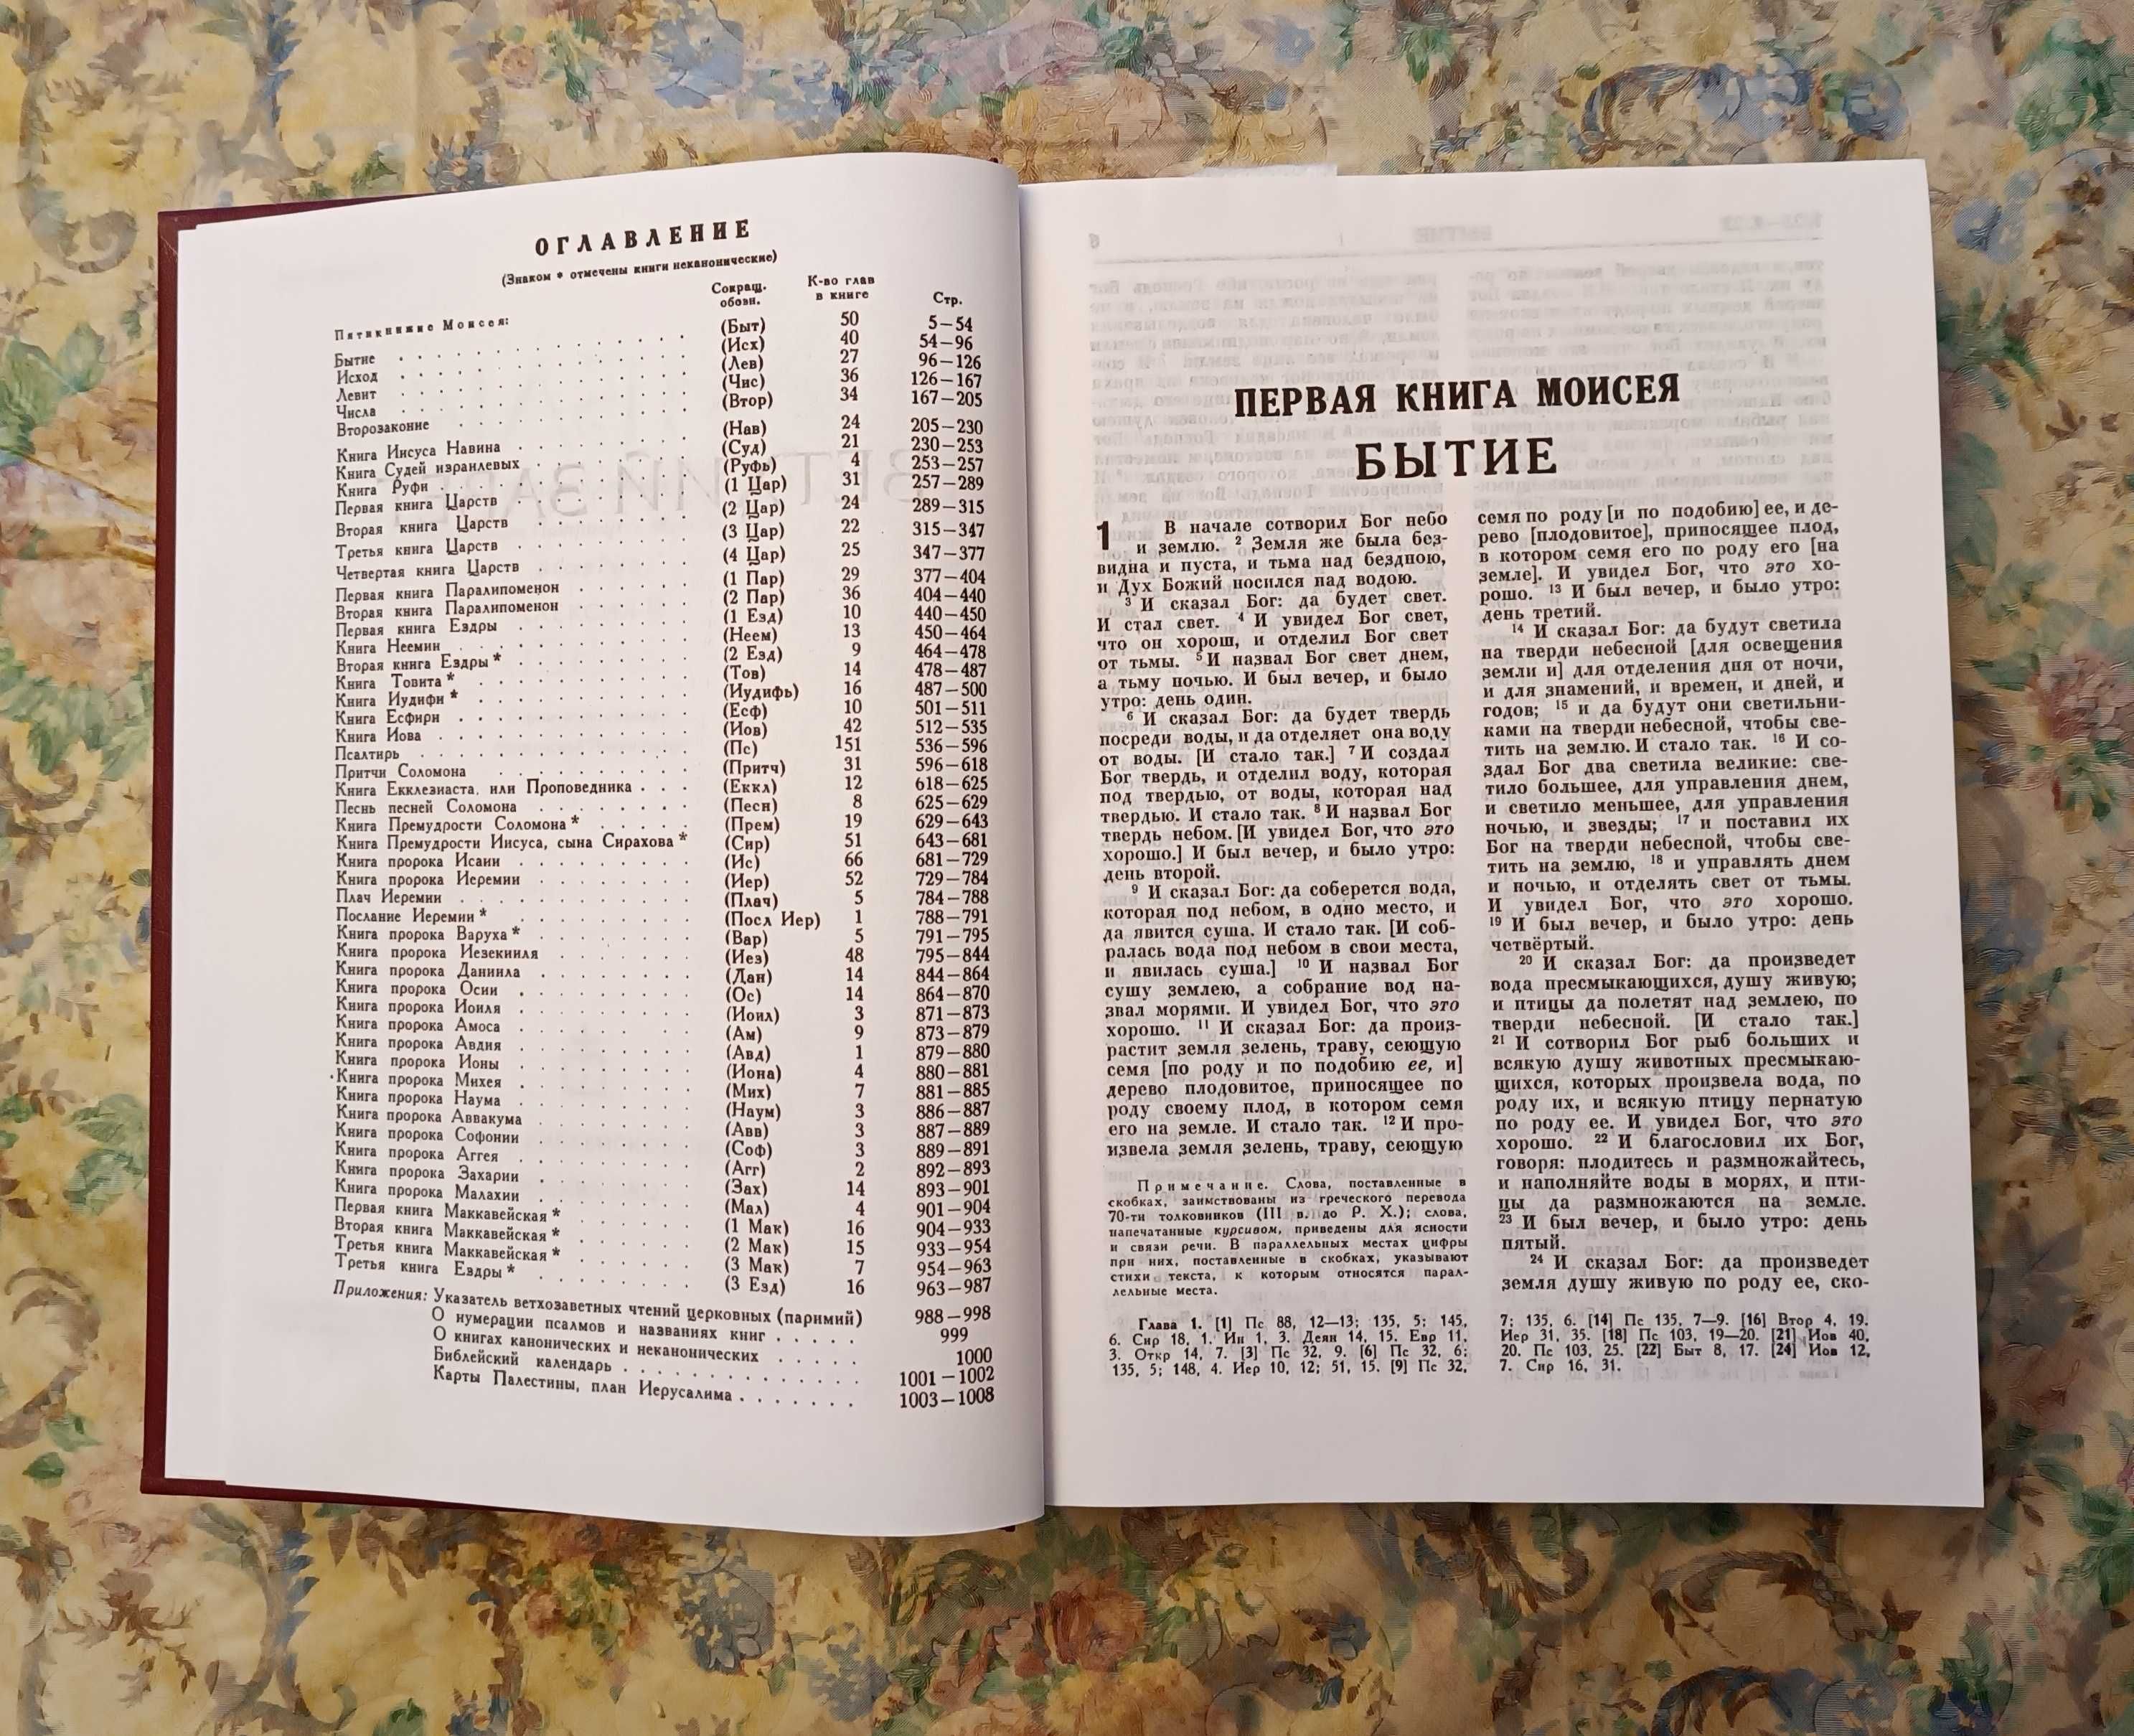 ОГЛАВЛЕНИЕ
(Знаком * отмечены книги неканонические)
Сокращ. обозн. К-во глав в книге Стр.
Пятикнижие Моисея:
Бытие (Быт) 50 5—54
Исход (Исх) 40 54—96
Левит (Лев) 27 96—126
Числа (Чис) 36 126—167
Второзаконие (Втор) 34 167—205
Книга Иисуса Навина (Нав) 24 205—230
Книга Судей израилевых (Суд) 21 230—253
Книга Руфи (Руфь) 4 253—257
Первая книга Царств (1 Цар) 31 257—289
Вторая книга Царств (2 Цар) 24 289—315
Третья книга Царств (3 Цар) 22 315—347
Четвертая книга Царств (4 Цар) 25 347—377
Первая книга Паралипоменон (1 Пар) 29 377—404
Вторая книга Паралипоменон (2 Пар) 36 404—440
Первая книга Ездры (1 Езд) 10 440—450
Книга Неемии (Неем) 13 450—464
Вторая книга Ездры * (2 Езд) 9 464—478
Книга Товита * (Тов) 14 478—487
Книга Иудифи * (Иудифь) 16 487—500
Книга Есфири (Есф) 10 501—511
Книга Иова (Иов) 42 512—535
Псалтирь (Пс) 151 536—596
Притчи Соломона (Притч) 31 596—618
Книга Екклезиаста, или Проповедника (Еккл) 12 618—625
Песнь песней Соломона (Песн) 8 625—629
Книга Премудрости Соломона * (Прем) 19 629—643
Книга Премудрости Иисуса, сына Сирахова * (Сир) 51 643—681
Книга пророка Исаии (Ис) 66 681—729
Книга пророка Иеремии (Иер) 52 729—784
Плач Иеремии (Плач) 5 784—788
Послание Иеремии * (Посл Иер) 1 788—791
Книга пророка Варуха * (Вар) 5 791—795
Книга пророка Иезекииля (Иез) 48 795—844
Книга пророка Даниила (Дан) 14 844—864
Книга пророка Осии (Ос) 14 864—870
Книга пророка Иоиля (Иоил) 3 871—873
Книга пророка Амоса (Ам) 9 873—879
Книга пророка Авдия (Авд) 1 879—880
Книга пророка Ионы (Иона) 4 880—881
Книга пророка Михея (Мих) 7 881—885
Книга пророка Наума (Наум) 3 886—887
Книга пророка Аввакума (Авв) 3 887—889
Книга пророка Софонии (Соф) 3 889—891
Книга пророка Аггея (Агг) 2 892—893
Книга пророка Захарии (Зах) 14 893—901
Книга пророка Малахии (Мал) 4 901—904
Первая книга Маккавейская * (1 Мак) 16 904—933
Вторая книга Маккавейская * (2 Мак) 15 933—954
Третья книга Маккавейская * (3 Мак) 7 954—963
Третья книга Ездры * (3 Езд) 16 963—987
Приложения: Указатель ветхозаветных чтений церковных (паримий) 988—998
О нумерации псалмов и названиях книг 999
О книгах канонических и неканонических 1000
Библейский календарь 1001—1002
Карты Палестины, план Иерусалима 1003—1008
ПЕРВАЯ КНИГА МОИСЕЯ
БЫТИЕ
1 В начале сотворил Бог небо
и землю. 2 Земля же была без-
видна и пуста, и тьма над бездною,
и Дух Божий носился над водою.
3 И сказал Бог: да будет свет.
И стал свет. 4 И увидел Бог свет,
что он хорош, и отделил Бог свет
от тьмы. 5 И назвал Бог свет днем,
а тьму ночью. И был вечер, и было
утро: день один.
6 И сказал Бог: да будет твердь
посреди воды, и да отделяет она воду
от воды. [И стало так.] 7 И создал
Бог твердь, и отделил воду, которая
под твердью, от воды, которая над
твердью. И стало так. 8 И назвал Бог
твердь небом. [И увидел Бог, что это
хорошо.] И был вечер, и было утро:
день второй.
9 И сказал Бог: да соберется вода,
которая под небом, в одно место, и
да явится суша. И стало так. [И соб-
ралась вода под небом в свои места,
и явилась суша.] 10 И назвал Бог
сушу землею, а собрание вод на-
звал морями. И увидел Бог, что это
хорошо. 11 И сказал Бог: да произ-
растит земля зелень, траву, сеющую
семя [по роду и по подобию ее, и]
дерево плодовитое, приносящее по
роду своему плод, в котором семя
его на земле. И стало так. 12 И про-
извела земля зелень, траву, сеющую
Примечание. Слова, поставленные в
скобках, заимствованы из греческого перевода
70-ти толковников (III в. до Р. Х.); слова,
напечатанные курсивом, приведены для ясности
и связи речи. В параллельных местах цифры
при них, поставленные в скобках, указывают
стихи текста, к которым относятся парал-
лельные места.
Глава 1. [1] Пс 88, 12—13; 135, 5; 145,
6. Сир 18, 1. Ин 1, 3. Деян 14, 15. Евр 11,
3. Откр 14, 7. [3] Пс 32, 9. [6] Пс 32, 6;
135, 5; 148, 4. Иер 10, 12; 51, 15. [9] Пс 32,
семя по роду [и по подобию] ее, и де-
рево [плодовитое], приносящее плод,
в котором семя его по роду его [на
земле]. И увидел Бог, что это хо-
рошо. 13 И был вечер, и было утро:
день третий.
14 И сказал Бог: да будут светила
на тверди небесной [для освещения
земли и] для отделения дня от ночи,
и для знамений, и времен, и дней, и
годов; 15 и да будут они светильни-
ками на тверди небесной, чтобы све-
тить на землю. И стало так. 16 И со-
здал Бог два светила великие: све-
тило большее, для управления днем,
и светило меньшее, для управления
ночью, и звезды; 17 и поставил их
Бог на тверди небесной, чтобы све-
тить на землю, 18 и управлять днем
и ночью, и отделять свет от тьмы.
И увидел Бог, что это хорошо.
19 И был вечер, и было утро: день
четвёртый.
20 И сказал Бог: да произведет
вода пресмыкающихся, душу живую;
и птицы да полетят над землею, по
тверди небесной. [И стало так.]
21 И сотворил Бог рыб больших и
всякую душу животных пресмыкаю-
щихся, которых произвела вода, по
роду их, и всякую птицу пернатую
по роду ее. И увидел Бог, что это
хорошо. 22 И благословил их Бог,
говоря: плодитесь и размножайтесь,
и наполняйте воды в морях, и пти-
цы да размножаются на земле.
23 И был вечер, и было утро: день
пятый.
24 И сказал Бог: да произведет
земля душу живую по роду ее, ско-
7; 135, 6. [14] Пс 135, 7—9. [16] Втор 4, 19.
Иер 31, 35. [18] Пс 103, 19—20. [21] Иов 40,
20. Пс 103, 25. [22] Быт 8, 17. [24] Иов 12,
7. Сир 16, 31.